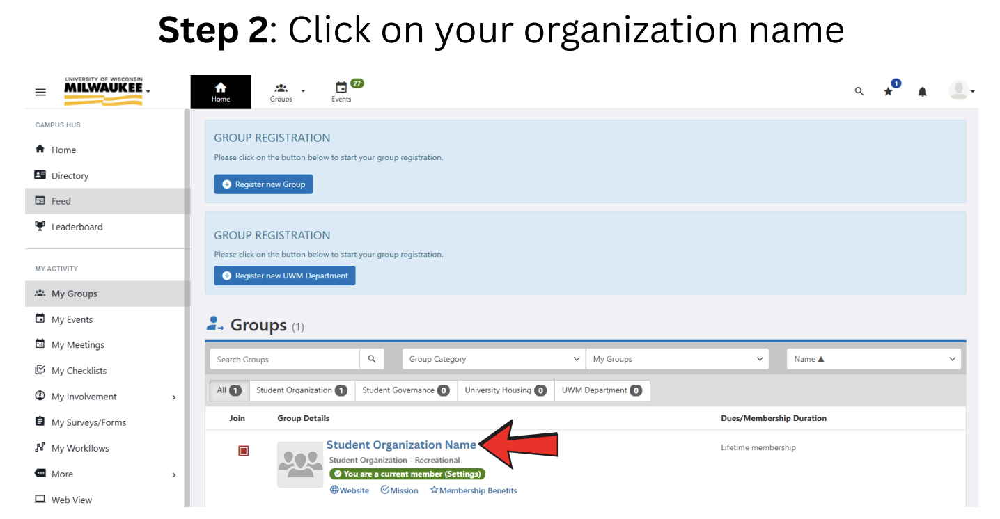 Step 2: Click on your organization name
UNIVERSITY OF WISCONSIN
MILWAUKEE
Home
Groups
Events
27
1
CAMPUS HUB
Home
Directory
Feed
Leaderboard
MY ACTIVITY
My Groups
My Events
My Meetings
My Checklists
My Involvement
My Surveys/Forms
My Workflows
More
Web View
GROUP REGISTRATION
Please click on the button below to start your group registration.
Register new Group
GROUP REGISTRATION
Please click on the button below to start your group registration.
Register new UWM Department
Groups (1)
Search Groups
Group Category
My Groups
Name ▲
All 1
Student Organization 1
Student Governance 0
University Housing 0
UWM Department 0
Join
Group Details
Dues/Membership Duration
Student Organization Name
Student Organization - Recreational
You are a current member (Settings)
Website
Mission
Membership Benefits
Lifetime membership